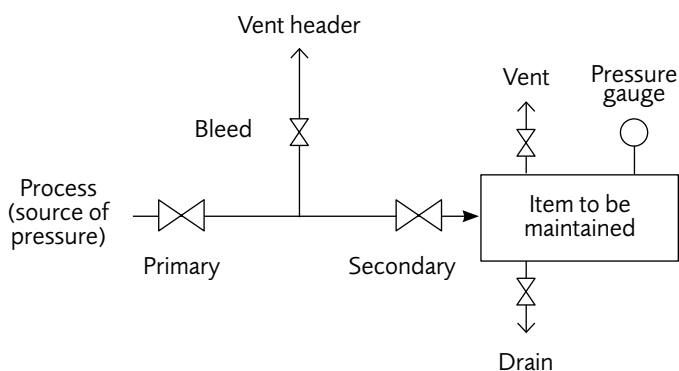 Vent header
Vent
Pressure
gauge
Bleed
Process
(source of
pressure)
Item to be
maintained
Primary
Secondary
Drain